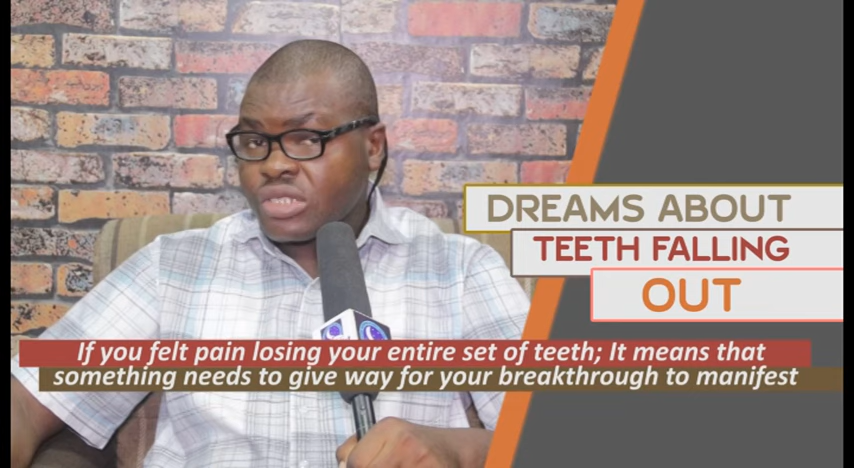 DREAMS ABOUT
TEETH FALLING
OUT
If you felt pain losing your entire set of teeth; It means that
something needs to give way for your breakthrough to manifest